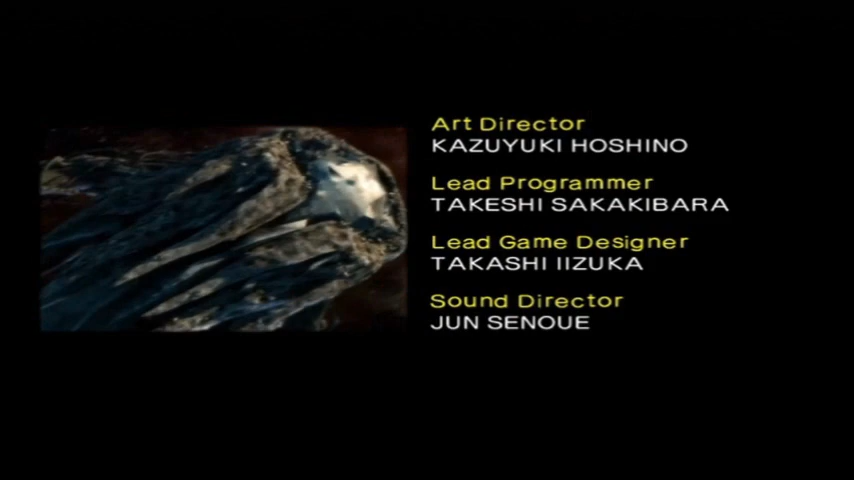 Art Director
KAZUYUKI HOSHINO
Lead Programmer
TAKESHI SAKAKIBARA
Lead Game Designer
TAKASHI IIZUKA
Sound Director
JUN SENOUE